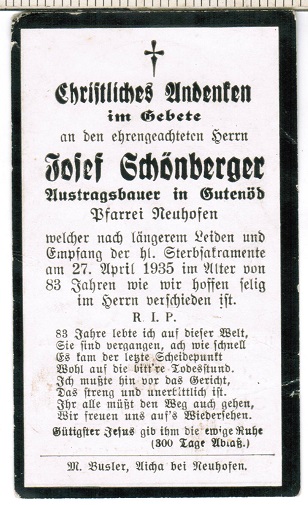 Christliches Andenken
im Gebete
an den ehrengeachteten Herrn
Josef Schönberger
Austragsbauer in Gutenöd
Pfarrei Neuhofen
welcher nach längerem Leiden und
Empfang der hl. Sterbsakramente
am 27. April 1935 im Alter von
83 Jahren wie wir hoffen selig
im Herrn verschieden ist.
R. I. P.
83 Jahre lebte ich auf dieser Welt,
Sie sind vergangen, ach wie schnell
Es kam der letzte Scheidepunkt
Wohl auf die bitt're Todesstund.
Ich mußte hin vor das Gericht,
Das streng und unerbittlich ist.
Ihr alle müßt den Weg auch gehen,
Wir freuen uns auf's Wiedersehen.
Gütigster Jesus gib ihm die ewige Ruhe
(300 Tage Ablaß.)
M. Busler, Aicha bei Neuhofen.